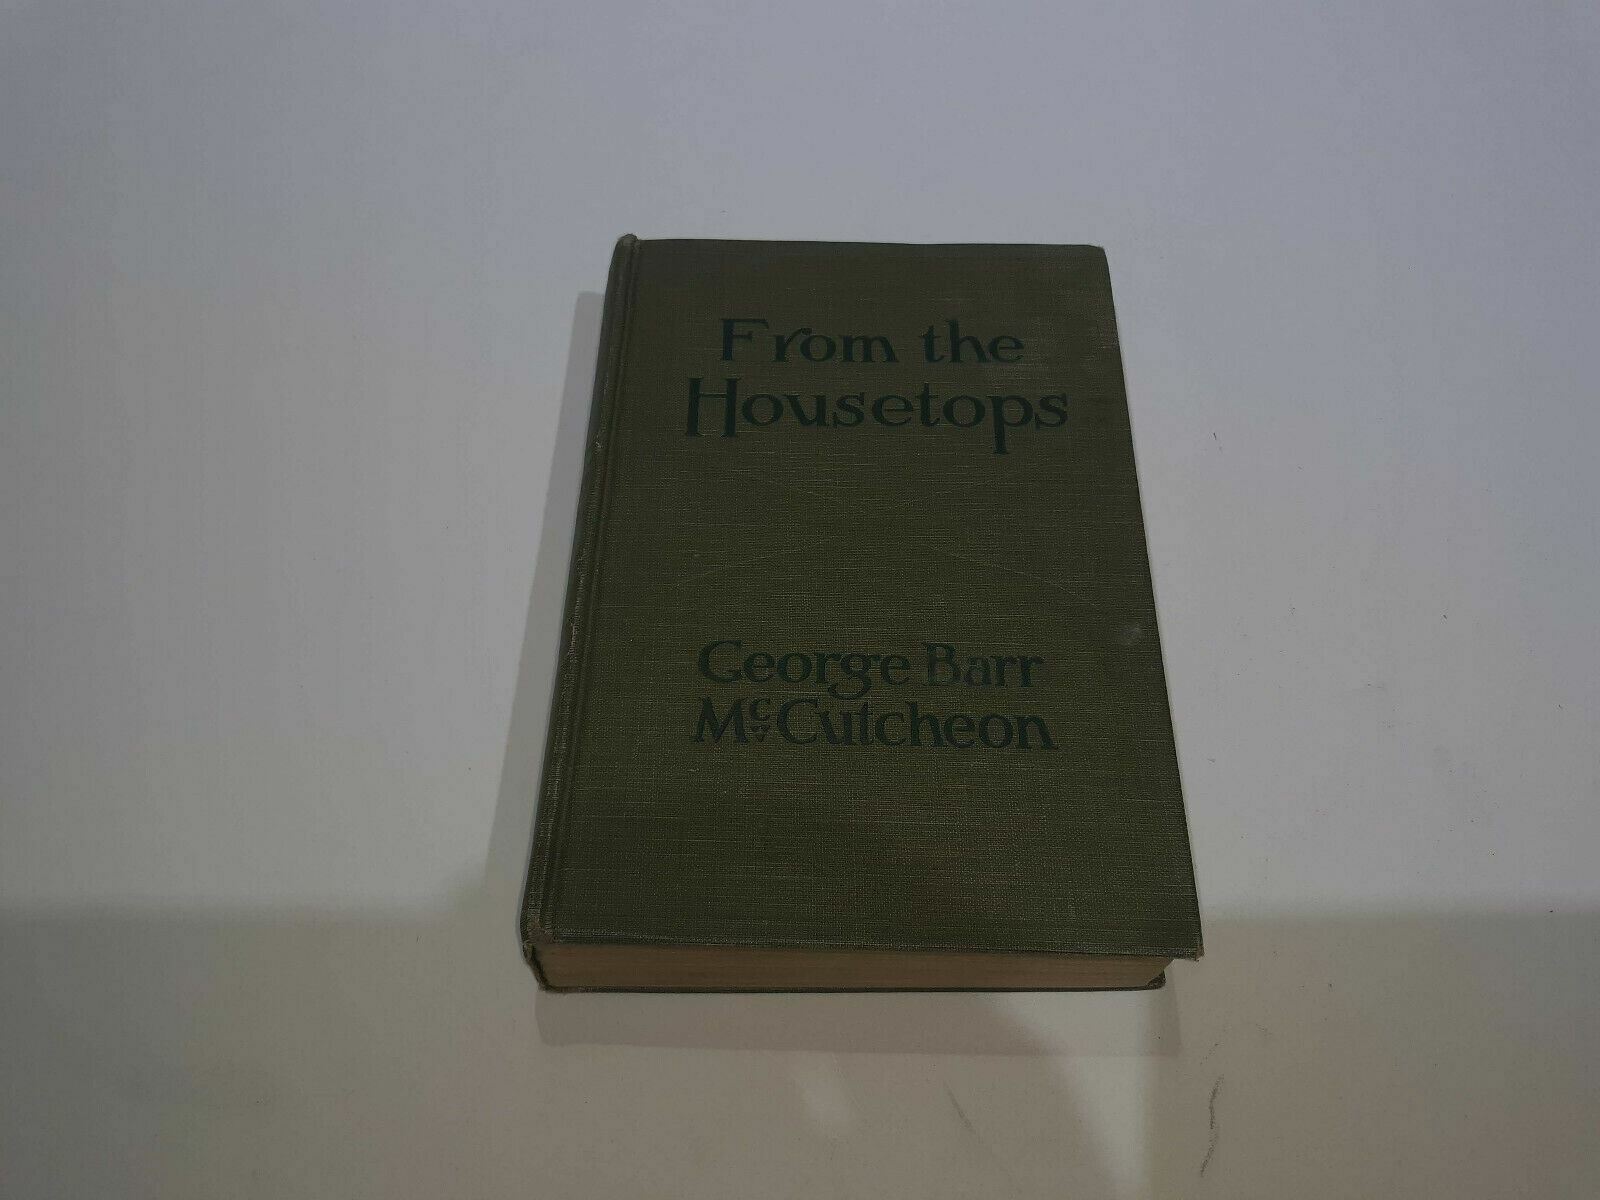 From the
Housetops
George Barr
McCutcheon